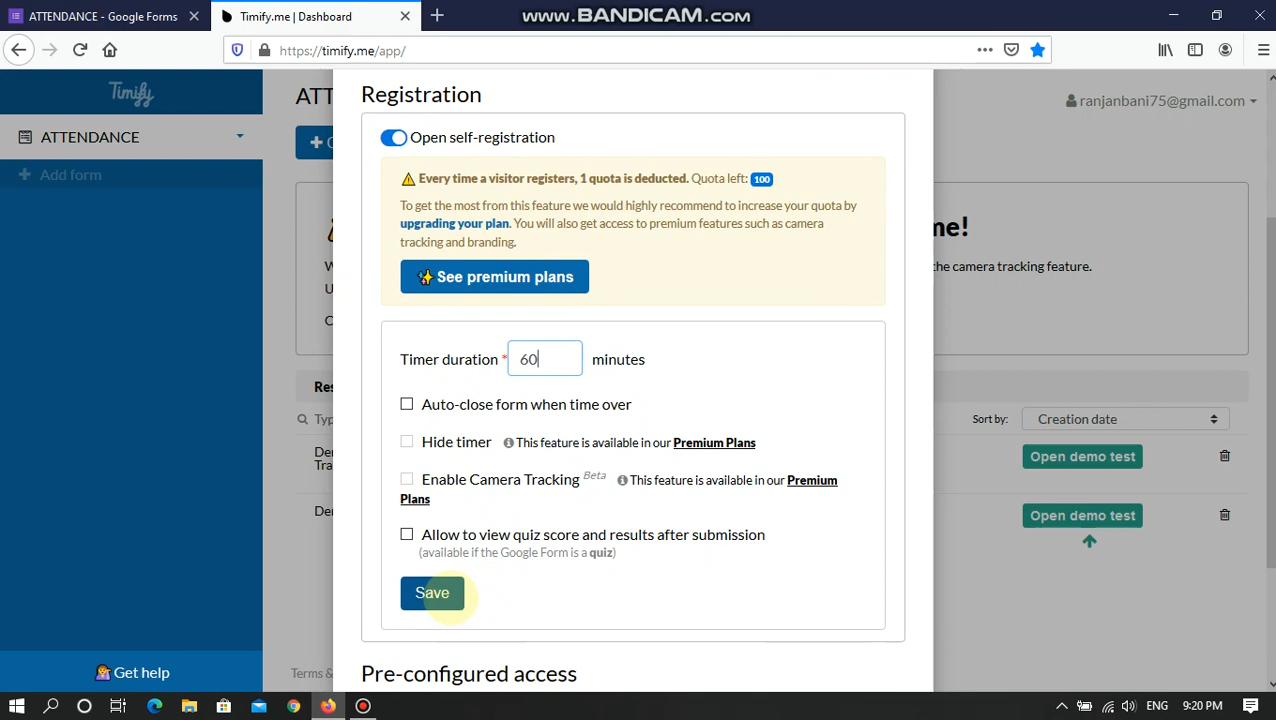 ATTENDANCE - Google Forms
Timify.me | Dashboard
WWW.BANDICAM.COM
https://timify.me/app/
Timify
ATTENDANCE
Add form
Get help
ranjanbani75@gmail.com
Registration
Open self-registration
Every time a visitor registers, 1 quota is deducted. Quota left: 100
To get the most from this feature we would highly recommend to increase your quota by
upgrading your plan. You will also get access to premium features such as camera
tracking and branding.
See premium plans
me!
the camera tracking feature.
Timer duration * 60 minutes
Auto-close form when time over
Hide timer This feature is available in our Premium Plans
Enable Camera Tracking Beta This feature is available in our Premium
Plans
Allow to view quiz score and results after submission
(available if the Google Form is a quiz)
Save
Pre-configured access
Sort by: Creation date
Open demo test
Open demo test
Terms &
ENG 9:20 PM